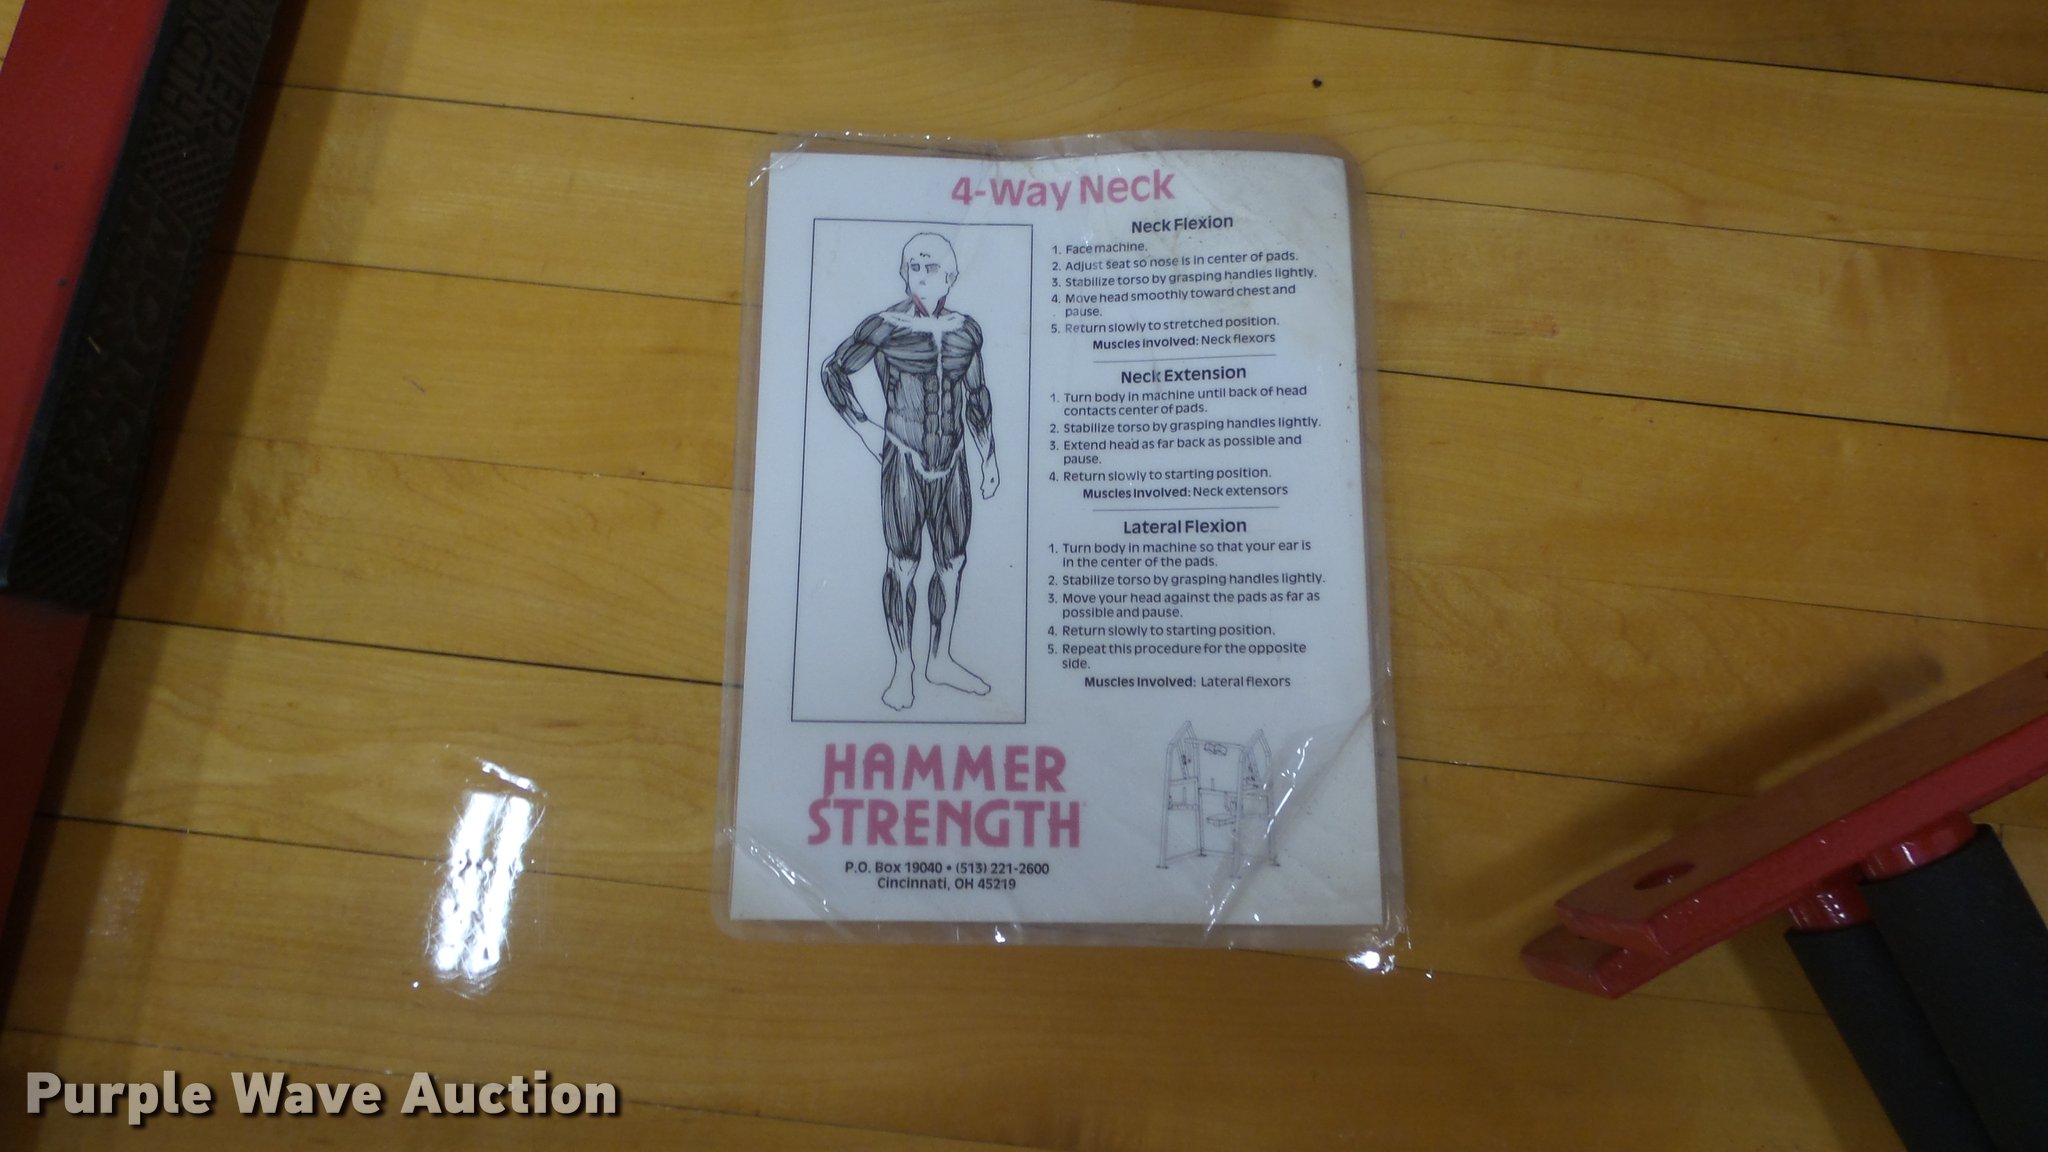 4-Way Neck
Neck Flexion
1. Face machine.
2. Adjust seat so nose is in center of pads.
3. Stabilize torso by grasping handles lightly.
4. Move head smoothly toward chest and
pause.
5. Return slowly to stretched position.
Muscles Involved: Neck flexors
Neck Extension
1. Turn body in machine until back of head
contacts center of pads.
2. Stabilize torso by grasping handles lightly.
3. Extend head as far back as possible and
pause.
4. Return slowly to starting position.
Muscles Involved: Neck extensors
Lateral Flexion
1. Turn body in machine so that your ear is
in the center of the pads.
2. Stabilize torso by grasping handles lightly.
3. Move your head against the pads as far as
possible and pause.
4. Return slowly to starting position.
5. Repeat this procedure for the opposite
side.
Muscles Involved: Lateral flexors
HAMMER
STRENGTH
P.O. Box 19040 • (513) 221-2600
Cincinnati, OH 45219
Purple Wave Auction